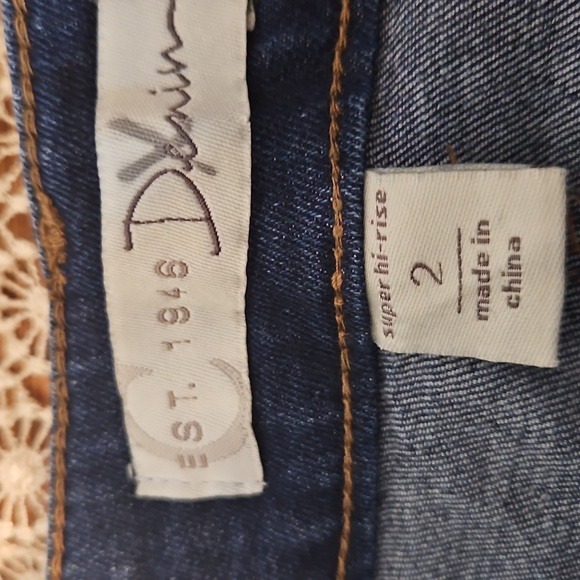 Denim
EST. 1946
super hi-rise
2
made in
china